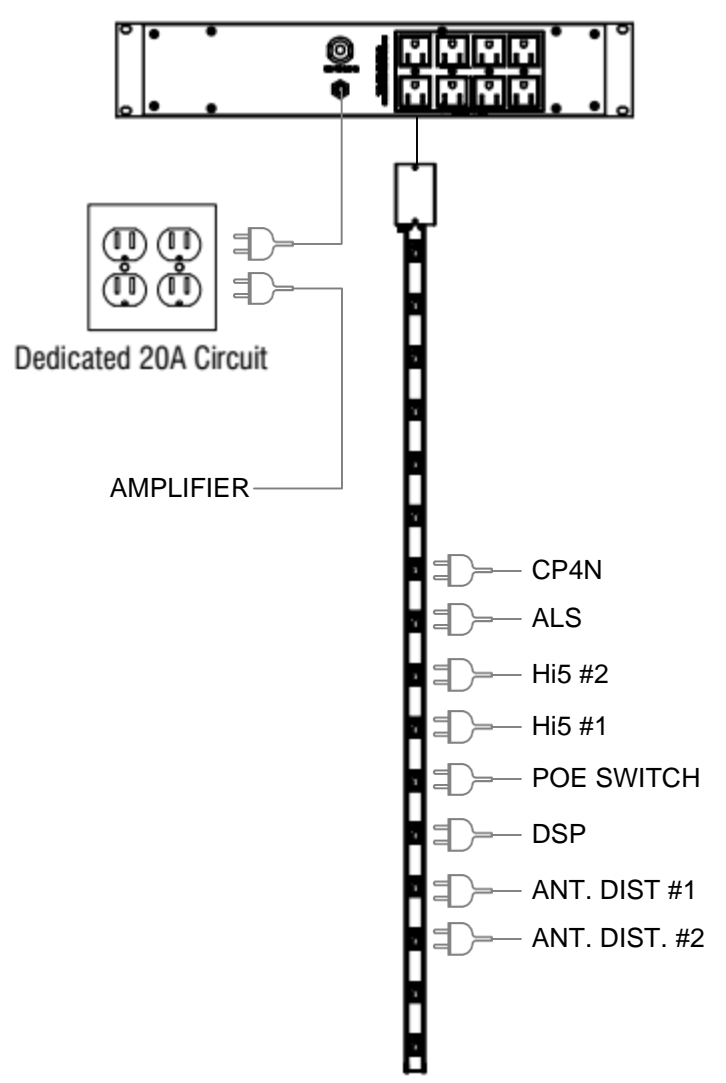 Dedicated 20A Circuit
AMPLIFIER
CP4N
ALS
Hi5 #2
Hi5 #1
POE SWITCH
DSP
ANT. DIST #1
ANT. DIST. #2